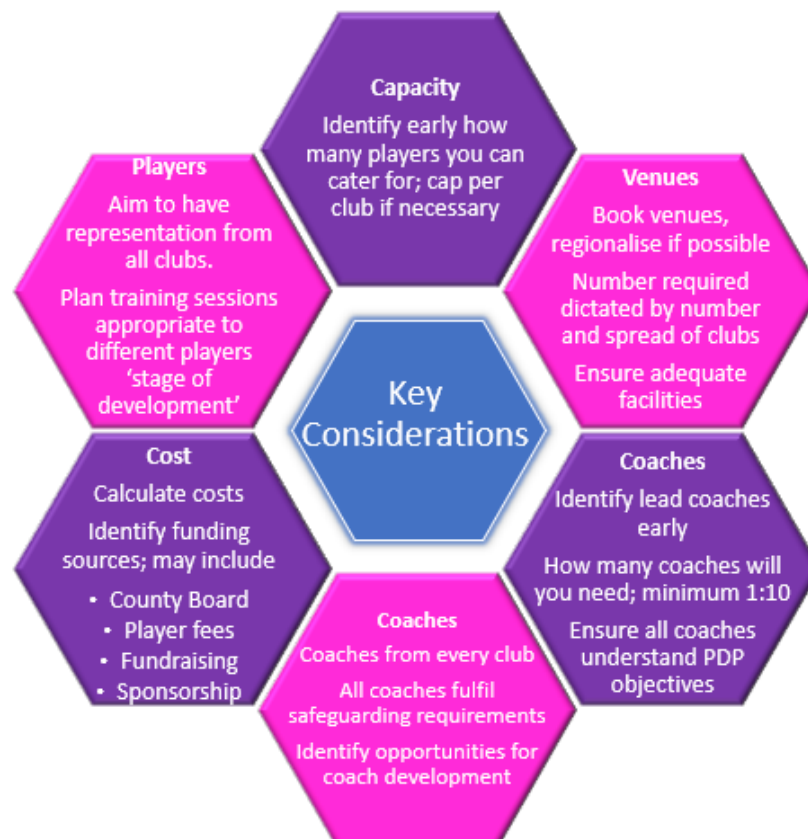 Capacity
Identify early how
many players you can
cater for; cap per
club if necessary
Players
Aim to have
representation from
all clubs.
Plan training sessions
appropriate to
different players
‘stage of
development’
Venues
Book venues,
regionalise if possible
Number required
dictated by number
and spread of clubs
Ensure adequate
facilities
Key
Considerations
Cost
Calculate costs
Identify funding
sources; may include
• County Board
• Player fees
• Fundraising
• Sponsorship
Coaches
Identify lead coaches
early
How many coaches will
you need; minimum 1:10
Ensure all coaches
understand PDP
objectives
Coaches
Coaches from every club
All coaches fulfil
safeguarding requirements
Identify opportunities for
coach development